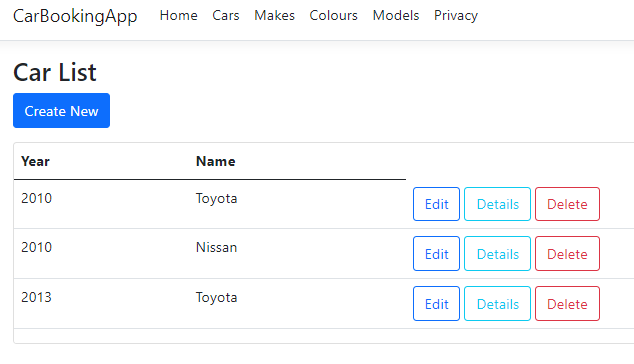 CarBookingApp Home Cars Makes Colours Models Privacy
Car List
Create New
Year Name
2010 Toyota Edit Details Delete
2010 Nissan Edit Details Delete
2013 Toyota Edit Details Delete